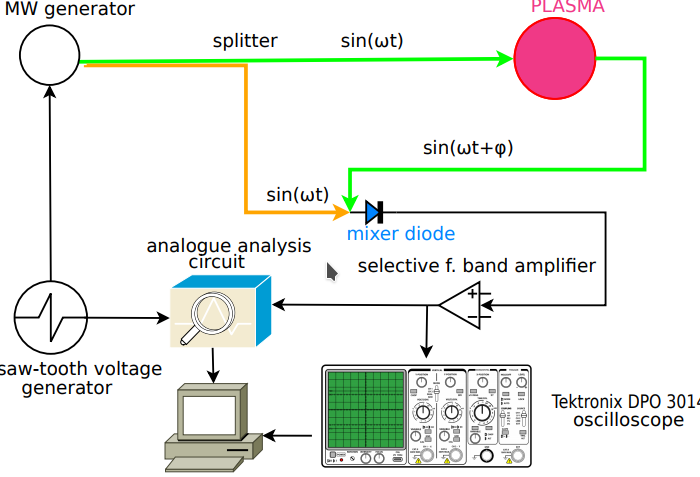 MW generator
PLASMA
splitter
sin(ωt)
sin(ωt+φ)
sin(ωt)
mixer diode
analogue analysis
circuit
selective f. band amplifier
+
−
saw-tooth voltage
generator
Tektronix DPO 3014
oscilloscope